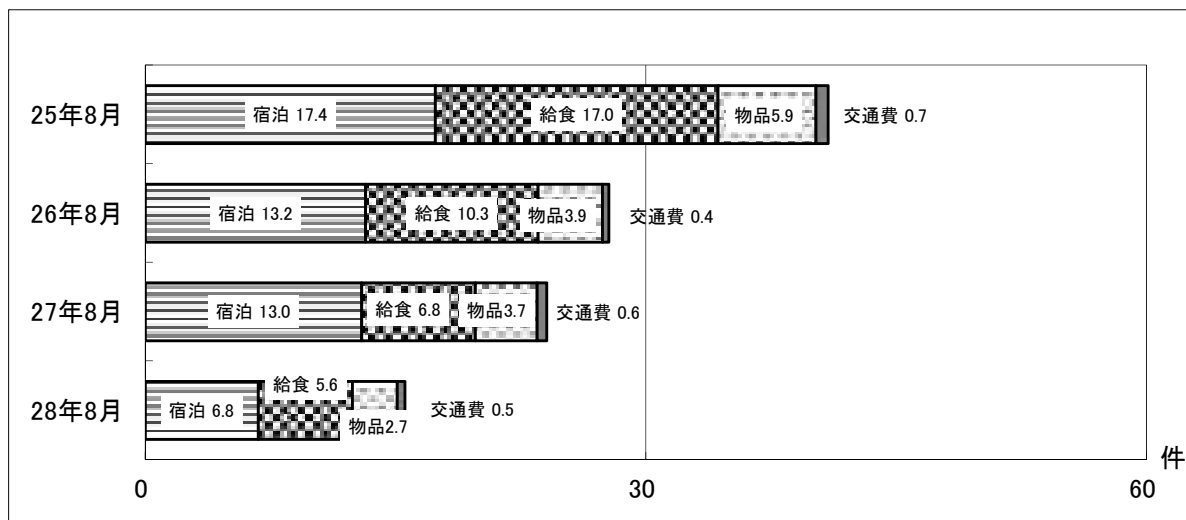 25年8月 宿泊 17.4 給食 17.0 物品5.9 交通費 0.7
26年8月 宿泊 13.2 給食 10.3 物品3.9 交通費 0.4
27年8月 宿泊 13.0 給食 6.8 物品3.7 交通費 0.6
28年8月 宿泊 6.8 給食 5.6 物品2.7 交通費 0.5
件
0 30 60